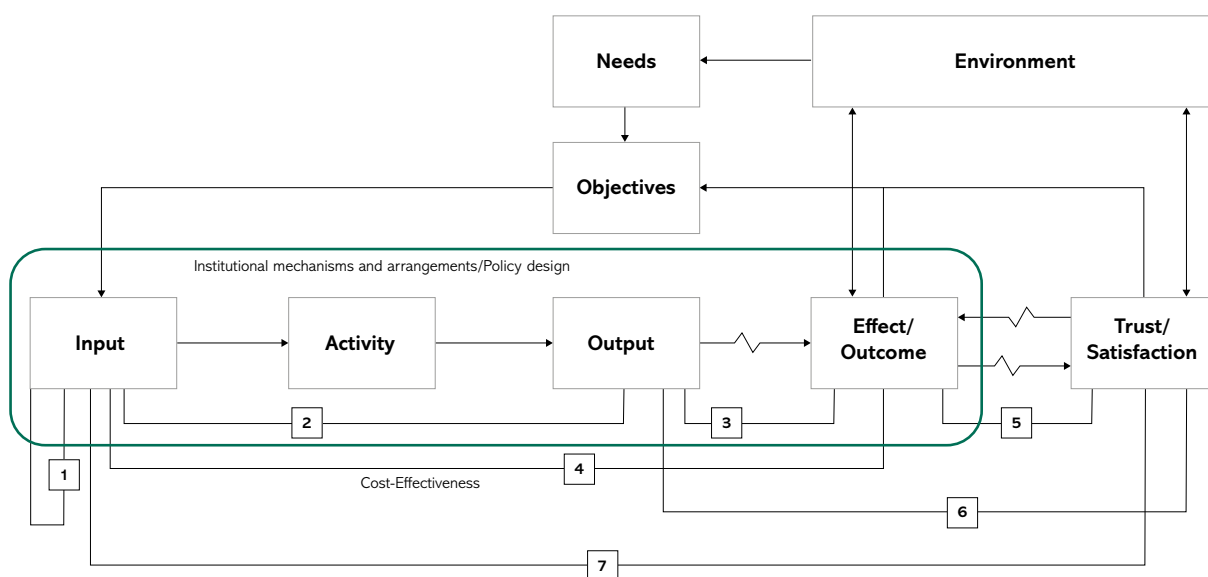 Needs
Environment
Objectives
Institutional mechanisms and arrangements/Policy design
Input
Activity
Output
Effect/
Outcome
Trust/
Satisfaction
2
3
5
1
4
Cost-Effectiveness
6
7